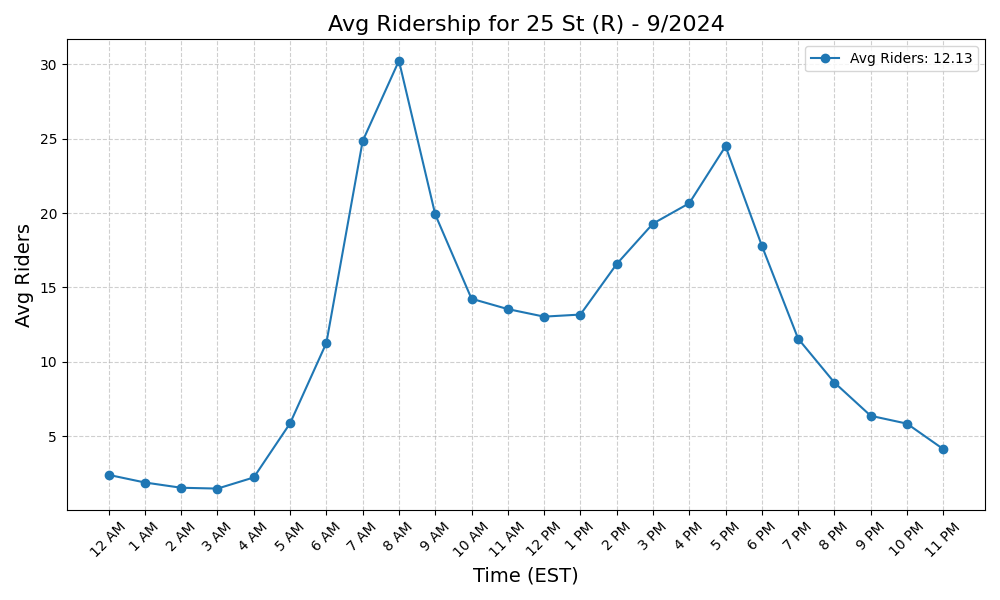 Avg Ridership for 25 St (R) - 9/2024
Avg Riders: 12.13
Avg Riders
30
25
20
15
10
5
12 AM
1 AM
2 AM
3 AM
4 AM
5 AM
6 AM
7 AM
8 AM
9 AM
10 AM
11 AM
12 PM
1 PM
2 PM
3 PM
4 PM
5 PM
6 PM
7 PM
8 PM
9 PM
10 PM
11 PM
Time (EST)